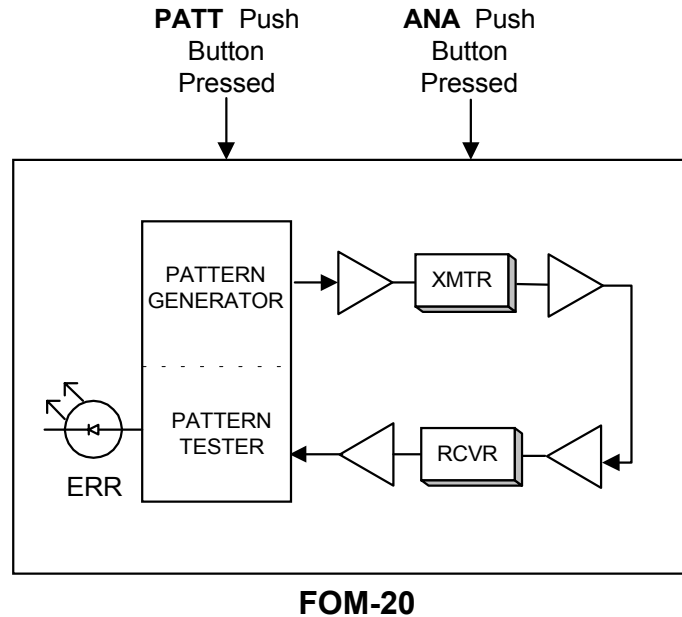 PATT Push
Button
Pressed
ANA Push
Button
Pressed
PATTERN
GENERATOR
XMTR
PATTERN
TESTER
RCVR
ERR
FOM-20